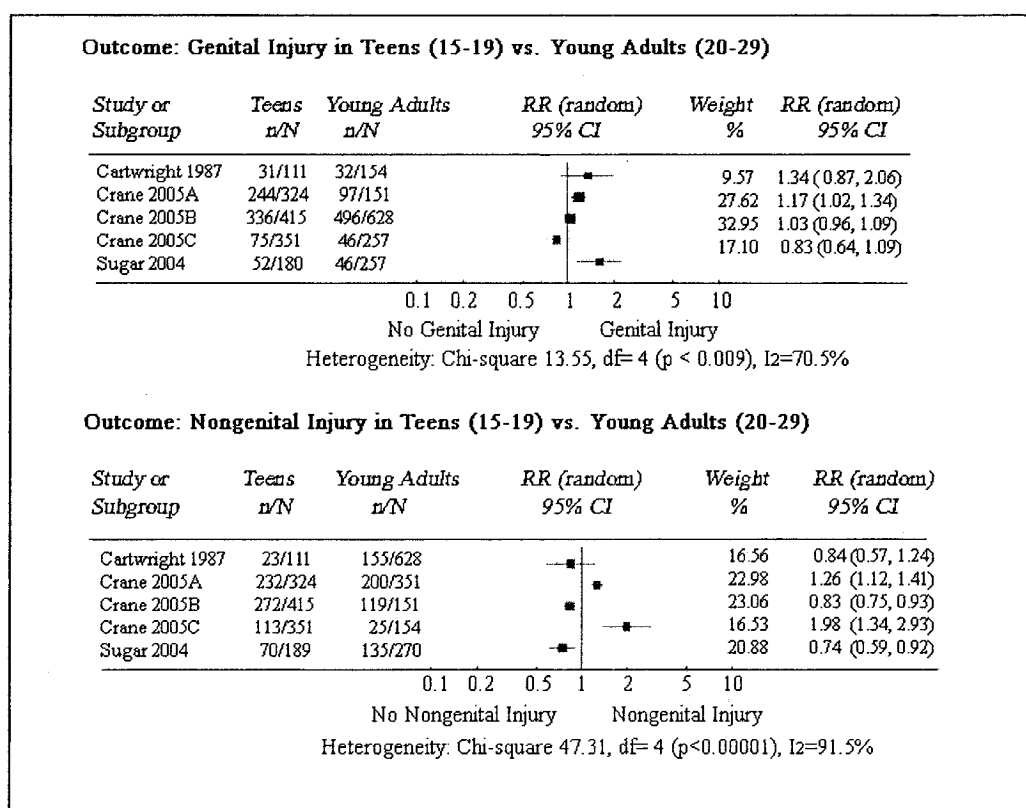 Outcome: Genital Injury in Teens (15-19) vs. Young Adults (20-29)
Study or Teens Young Adults RR (random) Weight RR (random)
Subgroup n/N n/N 95% CI % 95% CI
Cartwright 1987 31/111 32/154 9.57 1.34 (0.87, 2.06)
Crane 2005A 244/324 97/151 27.62 1.17 (1.02, 1.34)
Crane 2005B 336/415 496/628 32.95 1.03 (0.96, 1.09)
Crane 2005C 75/351 46/257 17.10 0.83 (0.64, 1.09)
Sugar 2004 52/180 46/257
0.1 0.2 0.5 1 2 5 10
No Genital Injury Genital Injury
Heterogeneity: Chi-square 13.55, df= 4 (p < 0.009), I2=70.5%
Outcome: Nongenital Injury in Teens (15-19) vs. Young Adults (20-29)
Study or Teens Young Adults RR (random) Weight RR (random)
Subgroup n/N n/N 95% CI % 95% CI
Cartwright 1987 23/111 155/628 16.56 0.84 (0.57, 1.24)
Crane 2005A 232/324 200/351 22.98 1.26 (1.12, 1.41)
Crane 2005B 272/415 119/151 23.06 0.83 (0.75, 0.93)
Crane 2005C 113/351 25/154 16.53 1.98 (1.34, 2.93)
Sugar 2004 70/189 135/270 20.88 0.74 (0.59, 0.92)
0.1 0.2 0.5 1 2 5 10
No Nongenital Injury Nongenital Injury
Heterogeneity: Chi-square 47.31, df= 4 (p<0.00001), I2=91.5%